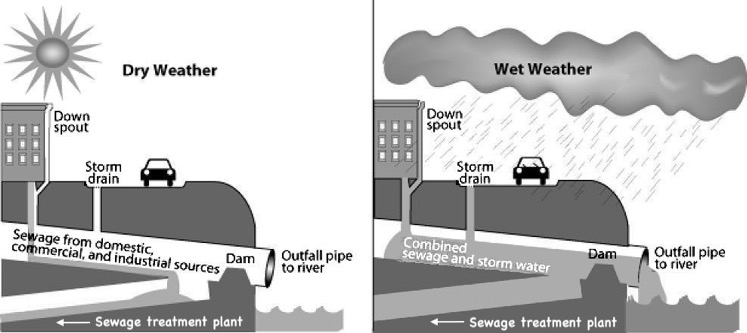 Dry Weather
Down
spout
Storm
drain
Sewage from domestic,
commercial, and industrial sources
Dam
Outfall pipe
to river
← Sewage treatment plant
Wet Weather
Down
spout
Storm
drain
Combined
sewage and storm water
Dam
Outfall pipe
to river
← Sewage treatment plant